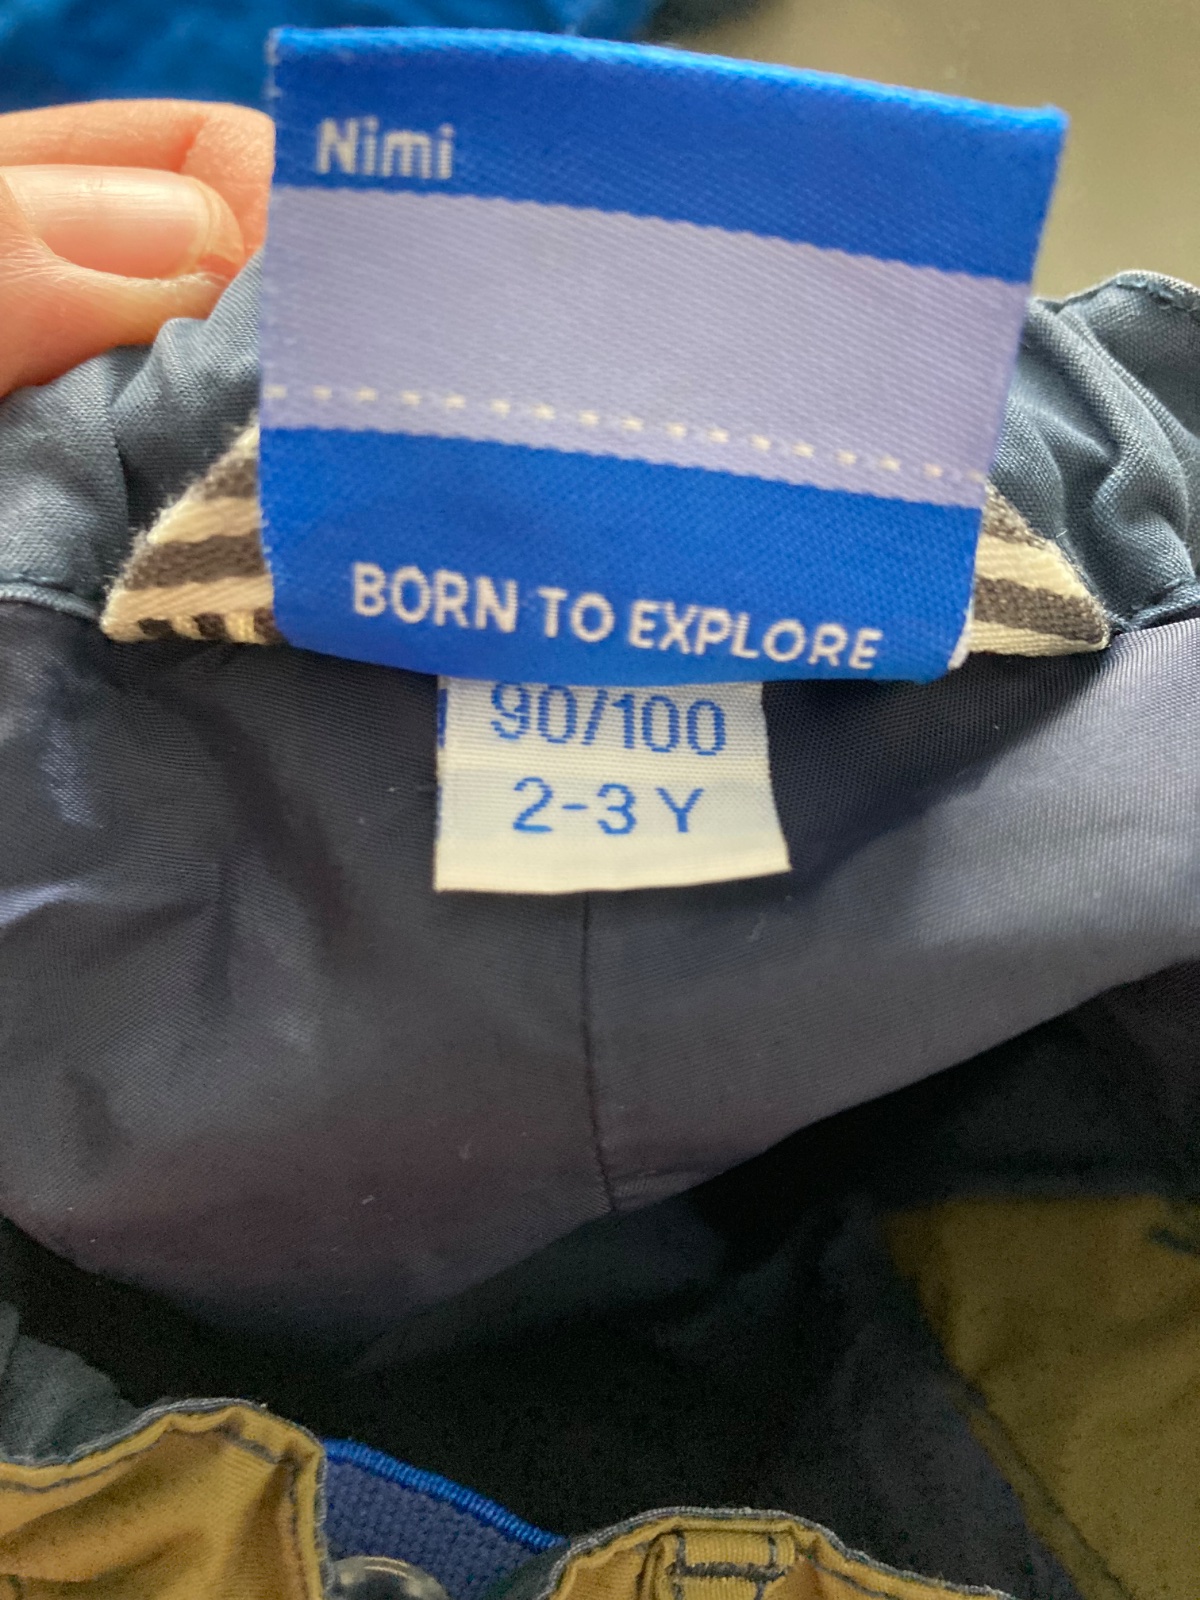 Nimi
BORN TO EXPLORE
90/100
2-3 Y